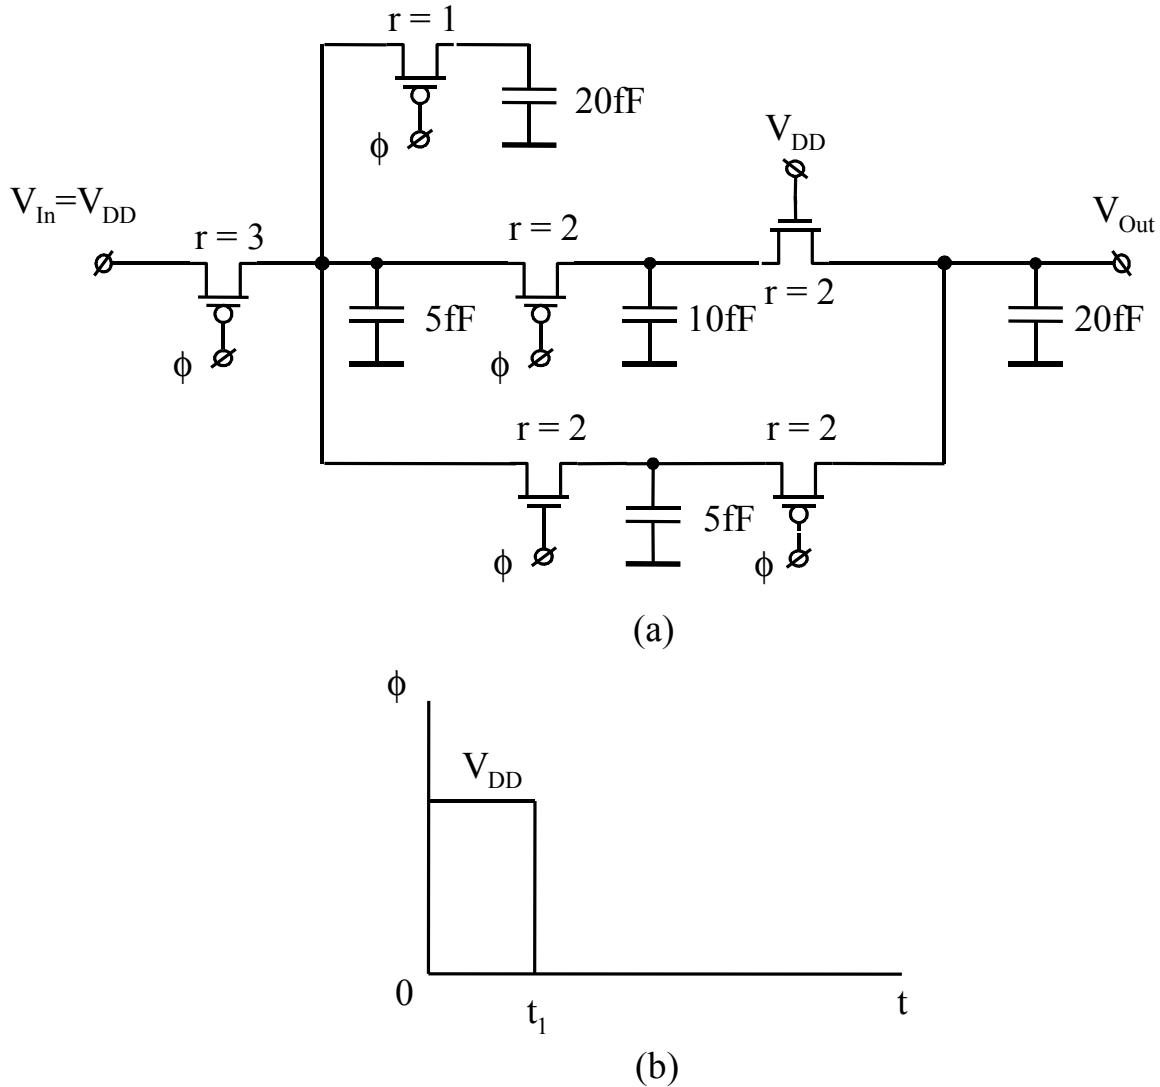 r = 1
20fF
ϕ
V_DD
V_In=V_DD
V_Out
r = 3
r = 2
r = 2
5fF
10fF
20fF
ϕ
ϕ
r = 2
r = 2
5fF
ϕ
ϕ
(a)
ϕ
V_DD
0
t_1
t
(b)